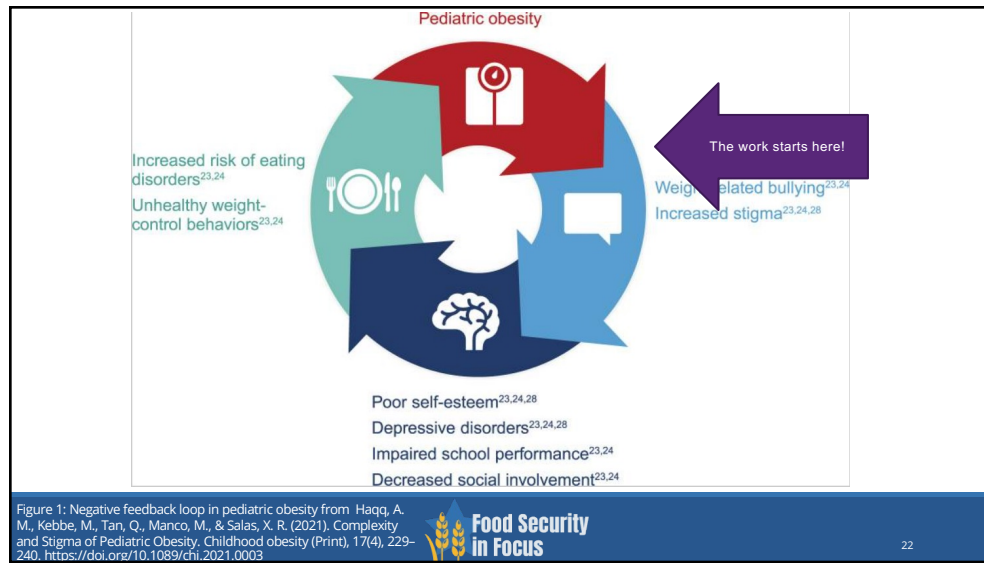 Pediatric obesity
The work starts here!
Increased risk of eating
disorders23,24
Unhealthy weight-
control behaviors23,24
elated bullying23,24
Increased stigma23,24,28
Poor self-esteem23,24,28
Depressive disorders23,24,28
Impaired school performance23,24
Decreased social involvement23,24
Figure 1: Negative feedback loop in pediatric obesity from Haqq, A.
M., Kebbe, M., Tan, Q., Manco, M., & Salas, X. R. (2021). Complexity
and Stigma of Pediatric Obesity. Childhood obesity (Print), 17(4), 229–
240. https://doi.org/10.1089/chi.2021.0003
Food Security
in Focus
22